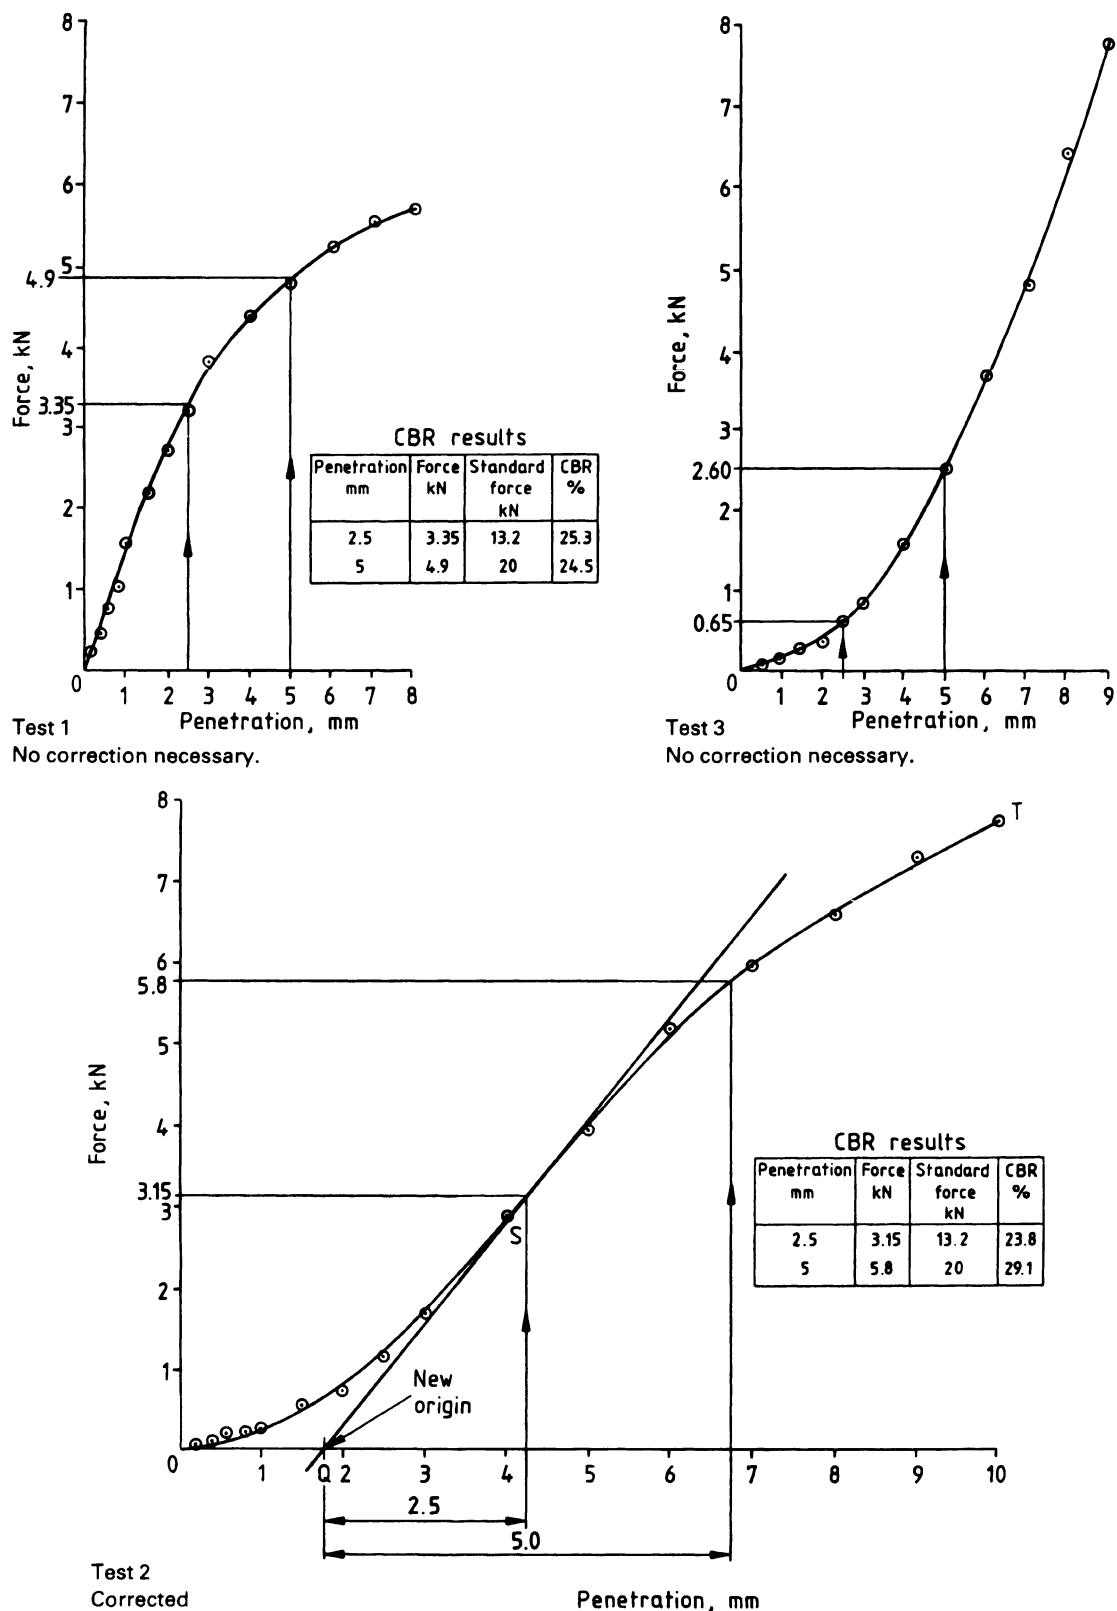 8
7
6
5
4.9
4
3.35
3
2
1
0
1 2 3 4 5 6 7 8
Force, kN
Penetration, mm
CBR results
Penetration mm Force kN Standard force kN CBR %
2.5 3.35 13.2 25.3
5 4.9 20 24.5
Test 1
No correction necessary.
8
7
6
5
4
3
2.60
2
1
0.65
0
1 2 3 4 5 6 7 8 9
Force, kN
Penetration, mm
Test 3
No correction necessary.
8
7
6
5.8
5
4
3.15
3
2
1
0 1 Q 2 3 4 5 6 7 8 9 10
Force, kN
T
S
New
origin
2.5
5.0
CBR results
Penetration mm Force kN Standard force kN CBR %
2.5 3.15 13.2 23.8
5 5.8 20 29.1
Test 2
Corrected
Penetration, mm